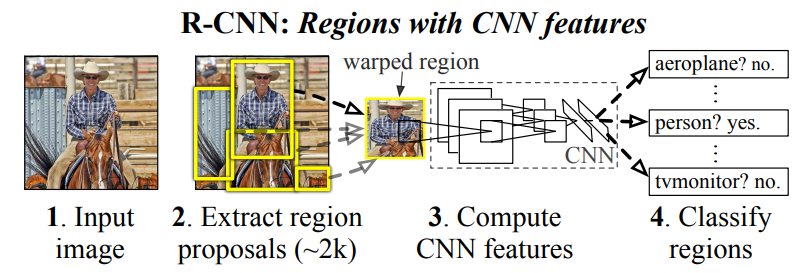 R-CNN: Regions with CNN features
warped region
aeroplane? no.
person? yes.
tvmonitor? no.
CNN
1. Input
image
2. Extract region
proposals (~2k)
3. Compute
CNN features
4. Classify
regions